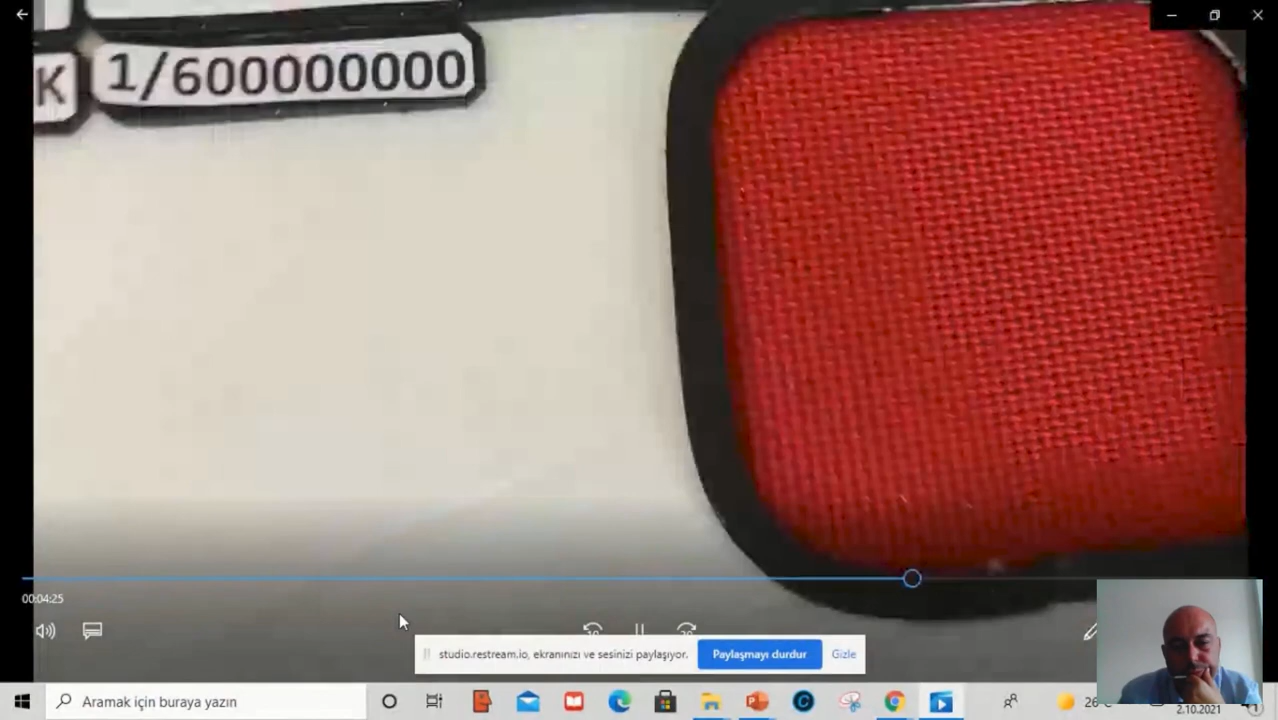 K 1/600000000
00:04:25
studio.restream.io, ekranınızı ve sesinizi paylaşıyor. Paylaşmayı durdur Gizle
Aramak için buraya yazın
2.10.2021